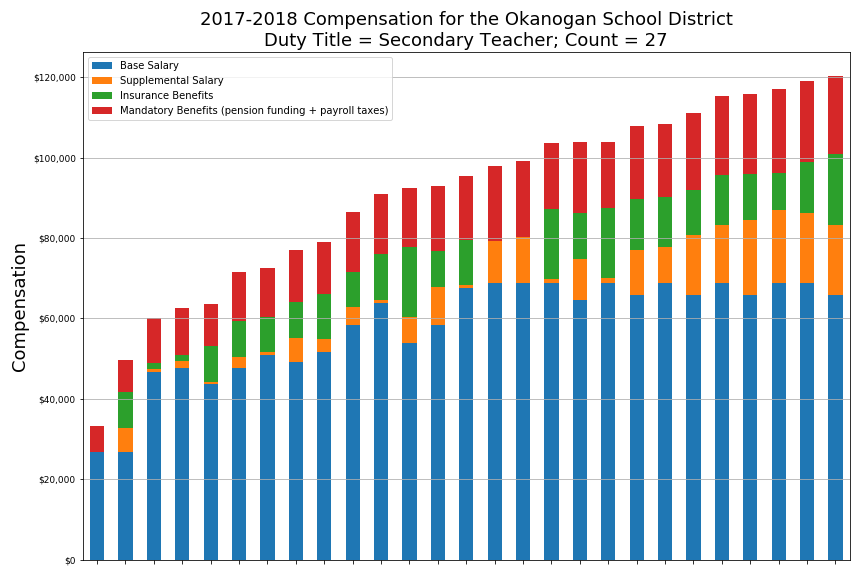 2017-2018 Compensation for the Okanogan School District
Duty Title = Secondary Teacher; Count = 27
Base Salary
Supplemental Salary
Insurance Benefits
Mandatory Benefits (pension funding + payroll taxes)
$120,000
$100,000
$80,000
$60,000
$40,000
$20,000
$0
Compensation